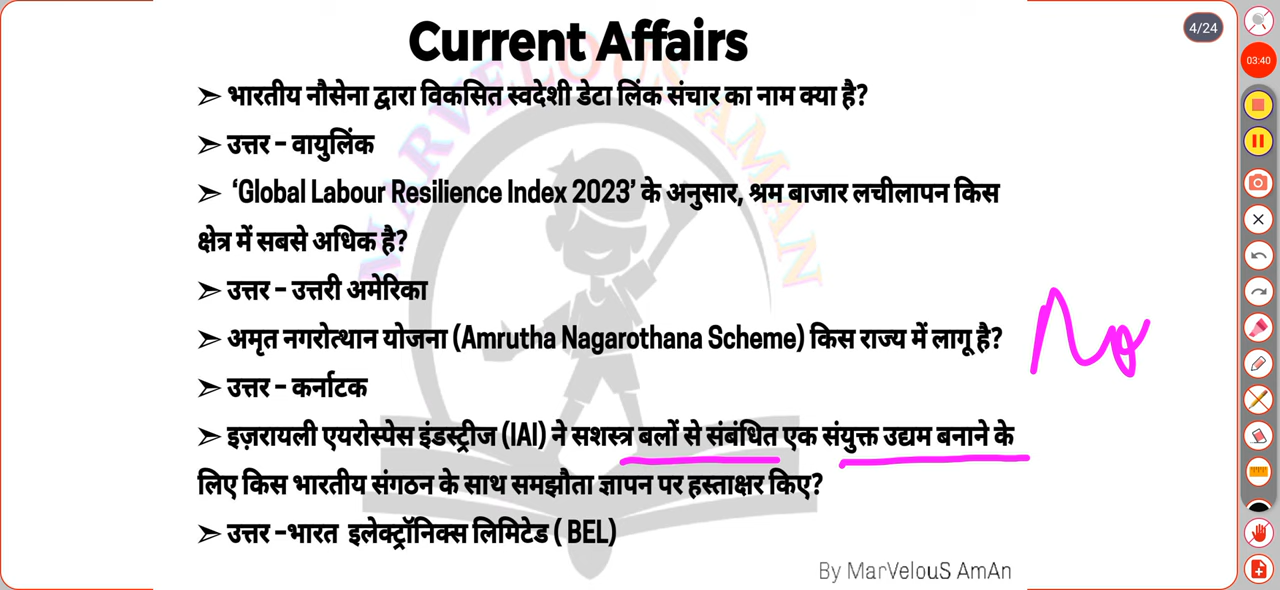 Current Affairs
4/24
03:40
➢ भारतीय नौसेना द्वारा विकसित स्वदेशी डेटा लिंक संचार का नाम क्या है?
➢ उत्तर – वायुलिंक
➢ ‘Global Labour Resilience Index 2023’ के अनुसार, श्रम बाजार लचीलापन किस
क्षेत्र में सबसे अधिक है?
➢ उत्तर – उत्तरी अमेरिका
➢ अमृत नगरोत्थान योजना (Amrutha Nagarothana Scheme) किस राज्य में लागू है?
➢ उत्तर – कर्नाटक
➢ इज़रायली एयरोस्पेस इंडस्ट्रीज (IAI) ने सशस्त्र बलों से संबंधित एक संयुक्त उद्यम बनाने के
लिए किस भारतीय संगठन के साथ समझौता ज्ञापन पर हस्ताक्षर किए?
➢ उत्तर –भारत इलेक्ट्रॉनिक्स लिमिटेड ( BEL)
By MarVelouS AmAn
MARVELOUS AMAN